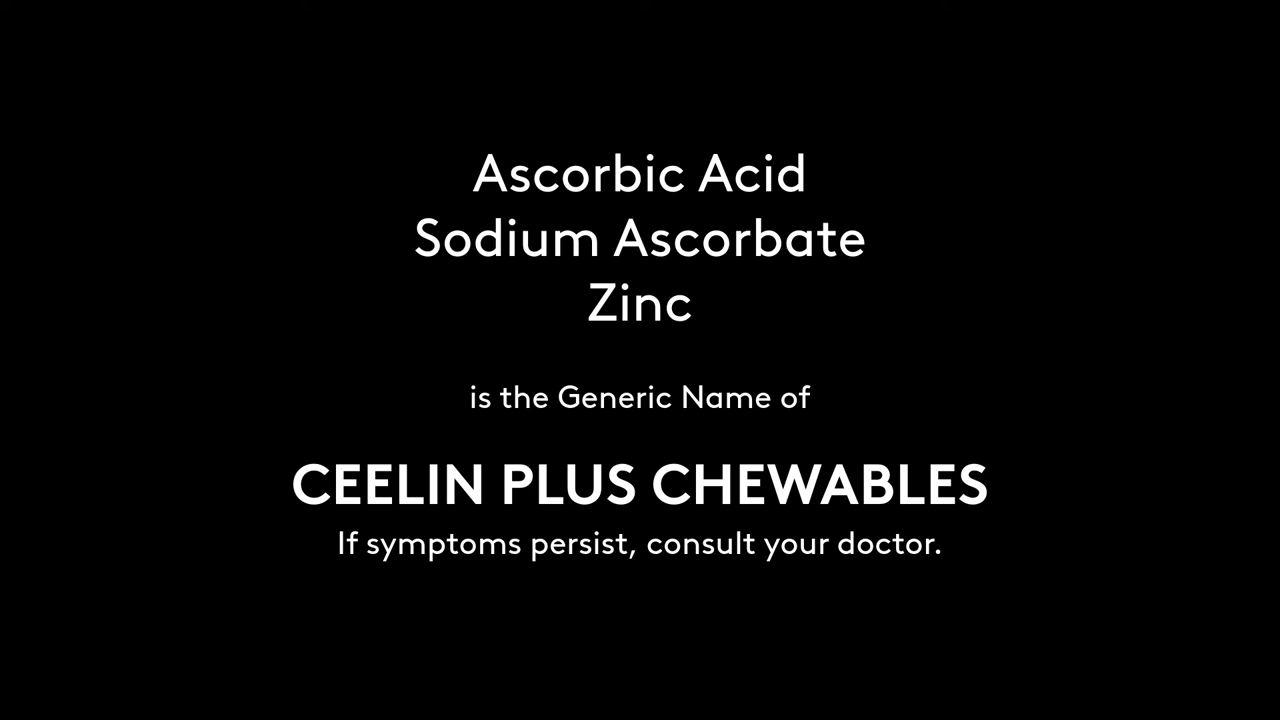 Ascorbic Acid
Sodium Ascorbate
Zinc
is the Generic Name of
CEELIN PLUS CHEWABLES
If symptoms persist, consult your doctor.